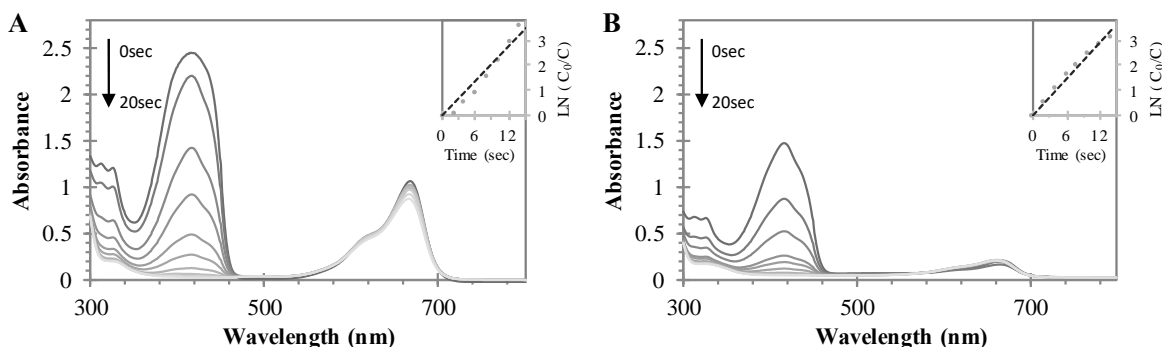 A
Absorbance
2.5
2
1.5
1
0.5
0
0sec
20sec
300
500
700
Wavelength (nm)
3
2
1
0
LN ( C₀/C)
0
6
12
Time (sec)
B
Absorbance
2.5
2
1.5
1
0.5
0
0sec
20sec
300
500
700
Wavelength (nm)
3
2
1
0
LN ( C₀/C)
0
6
12
Time (sec)